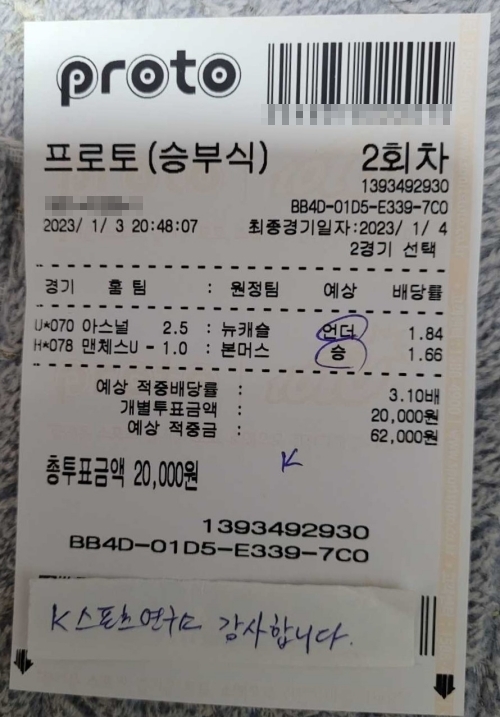 proto
프로토(승부식) 2회차
1393492930
BB4D-01D5-E339-7C0
2023/ 1/ 3 20:48:07 최종경기일자:2023/ 1/ 4
2경기 선택
경기 홈 팀 : 원정팀 예상 배당률
U*070 아스널 2.5 : 뉴캐슬 언더 1.84
H*078 맨체스U - 1.0 : 본머스 승 1.66
예상 적중배당률 : 3.10배
개별투표금액 : 20,000원
예상 적중금 : 62,000원
총투표금액 20,000원
K
1393492930
BB4D-01D5-E339-7C0
K스포츠연구소 감사합니다.